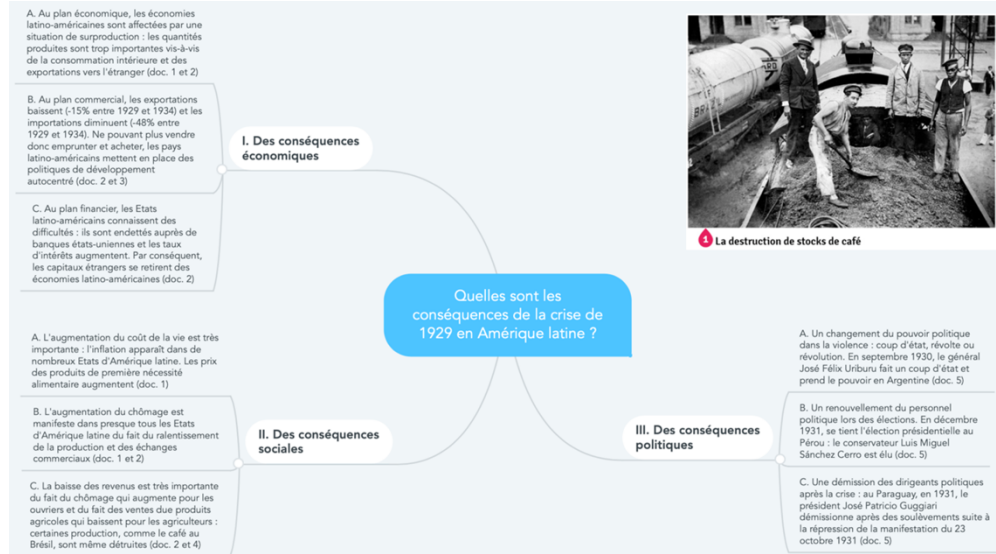 A. Au plan économique, les économies
latino-américaines sont affectées par une
situation de surproduction : les quantités
produites sont trop importantes vis-à-vis
de la consommation intérieure et des
exportations vers l'étranger (doc. 1 et 2)
B. Au plan commercial, les exportations
baissent (-15% entre 1929 et 1934) et les
importations diminuent (-48% entre
1929 et 1934). Ne pouvant plus vendre
donc emprunter et acheter, les pays
latino-américains mettent en place des
politiques de développement
autocentré (doc. 2 et 3)
C. Au plan financier, les Etats
latino-américains connaissent des
difficultés : ils sont endettés auprès de
banques états-uniennes et les taux
d'intérêts augmentent. Par conséquent,
les capitaux étrangers se retirent des
économies latino-américaines (doc. 2)
I. Des conséquences
économiques
1 La destruction de stocks de café
Quelles sont les
conséquences de la crise de
1929 en Amérique latine ?
A. L'augmentation du coût de la vie est très
importante : l'inflation apparaît dans de
nombreux Etats d'Amérique latine. Les prix
des produits de première nécessité
alimentaire augmentent (doc. 1)
B. L'augmentation du chômage est
manifeste dans presque tous les Etats
d'Amérique latine du fait du ralentissement
de la production et des échanges
commerciaux (doc. 1 et 2)
C. La baisse des revenus est très importante
du fait du chômage qui augmente pour les
ouvriers et du fait des ventes due produits
agricoles qui baissent pour les agriculteurs :
certaines production, comme le café au
Brésil, sont même détruites (doc. 2 et 4)
II. Des conséquences
sociales
III. Des conséquences
politiques
A. Un changement du pouvoir politique
dans la violence : coup d'état, révolte ou
révolution. En septembre 1930, le général
José Félix Uriburu fait un coup d'état et
prend le pouvoir en Argentine (doc. 5)
B. Un renouvellement du personnel
politique lors des élections. En décembre
1931, se tient l'élection présidentielle au
Pérou : le conservateur Luis Miguel
Sánchez Cerro est élu (doc. 5)
C. Une démission des dirigeants politiques
après la crise : au Paraguay, en 1931, le
président José Patricio Guggiari
démissionne après des soulèvements suite à
la répression de la manifestation du 23
octobre 1931 (doc. 5)